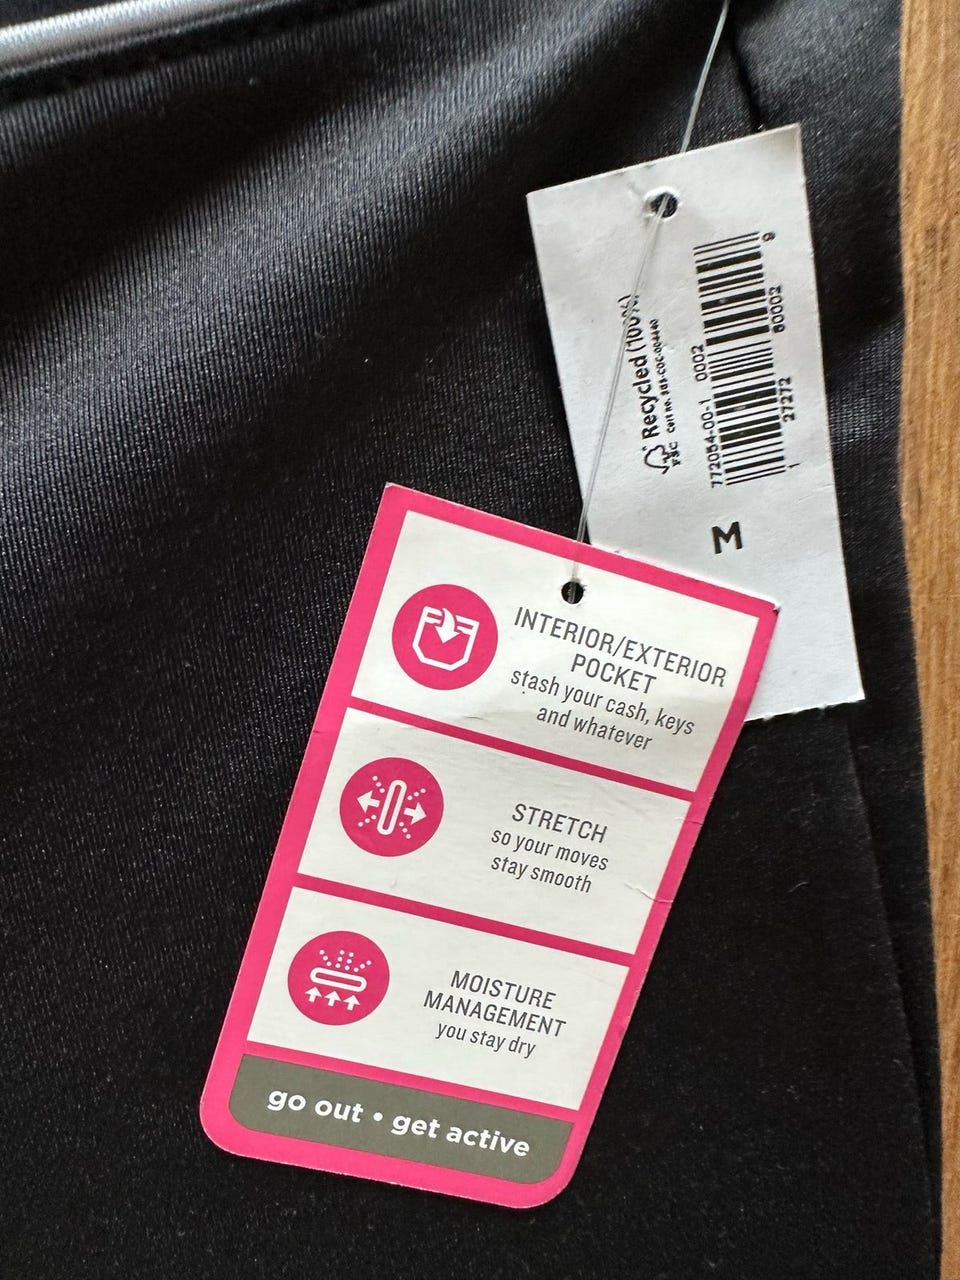 INTERIOR/EXTERIOR
POCKET
stash your cash, keys
and whatever
STRETCH
so your moves
stay smooth
MOISTURE
MANAGEMENT
you stay dry
go out • get active
Recycled (100%)
FSC
772054-00-1 0002
27272 80002 9
M